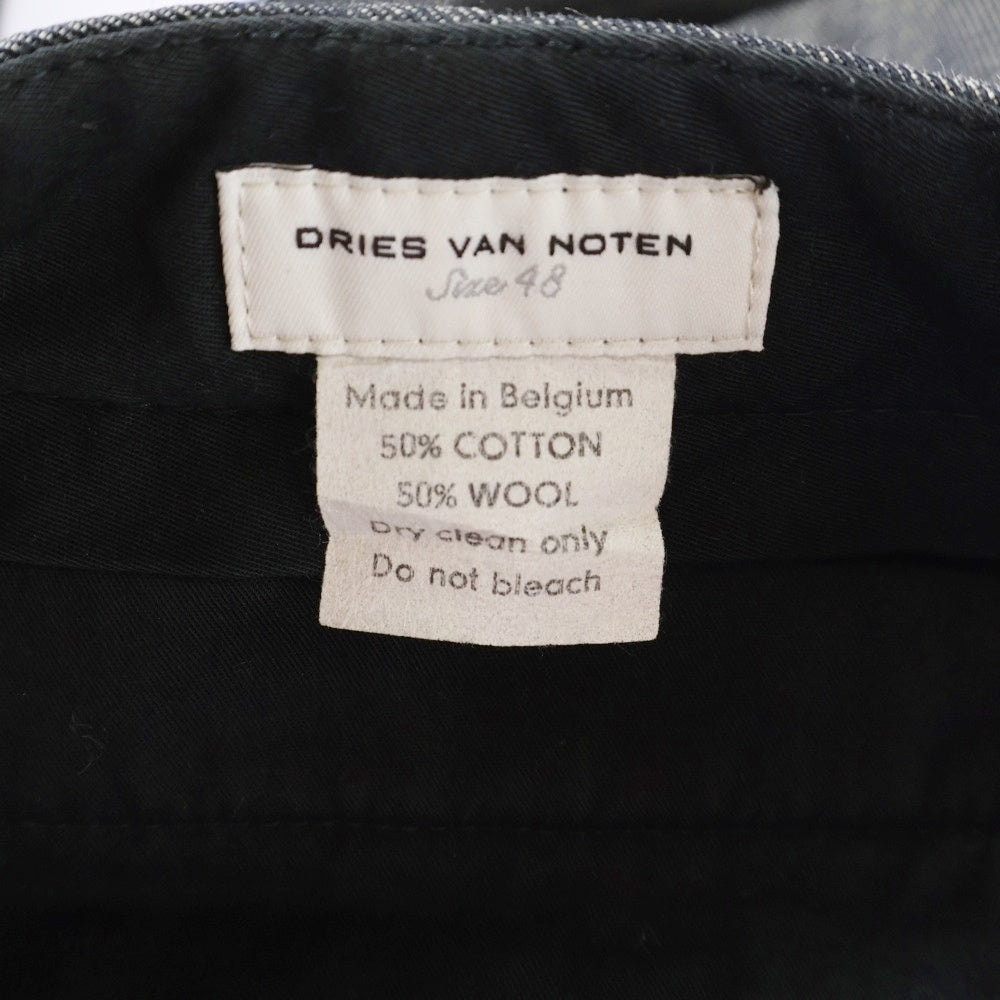 DRIES VAN NOTEN
Size 48
Made in Belgium
50% COTTON
50% WOOL
Dry clean only
Do not bleach